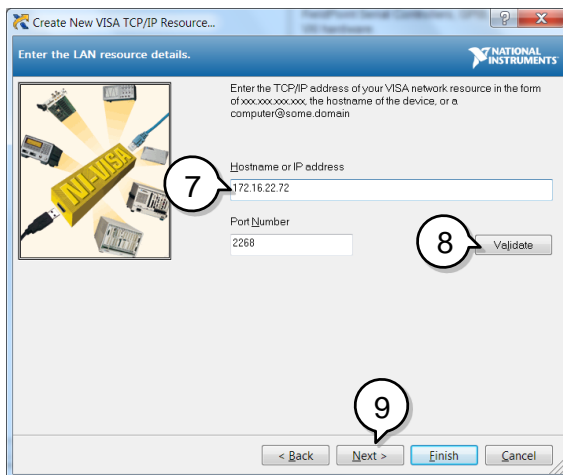 Create New VISA TCP/IP Resource...
Enter the LAN resource details.
NATIONAL
INSTRUMENTS
Enter the TCP/IP address of your VISA network resource in the form
of xxx.xxx.xxx.xxx, the hostname of the device, or a
computer@some.domain
NI-VISA
Hostname or IP address
7
172.16.22.72
Port Number
2268
8
Validate
9
< Back
Next >
Finish
Cancel